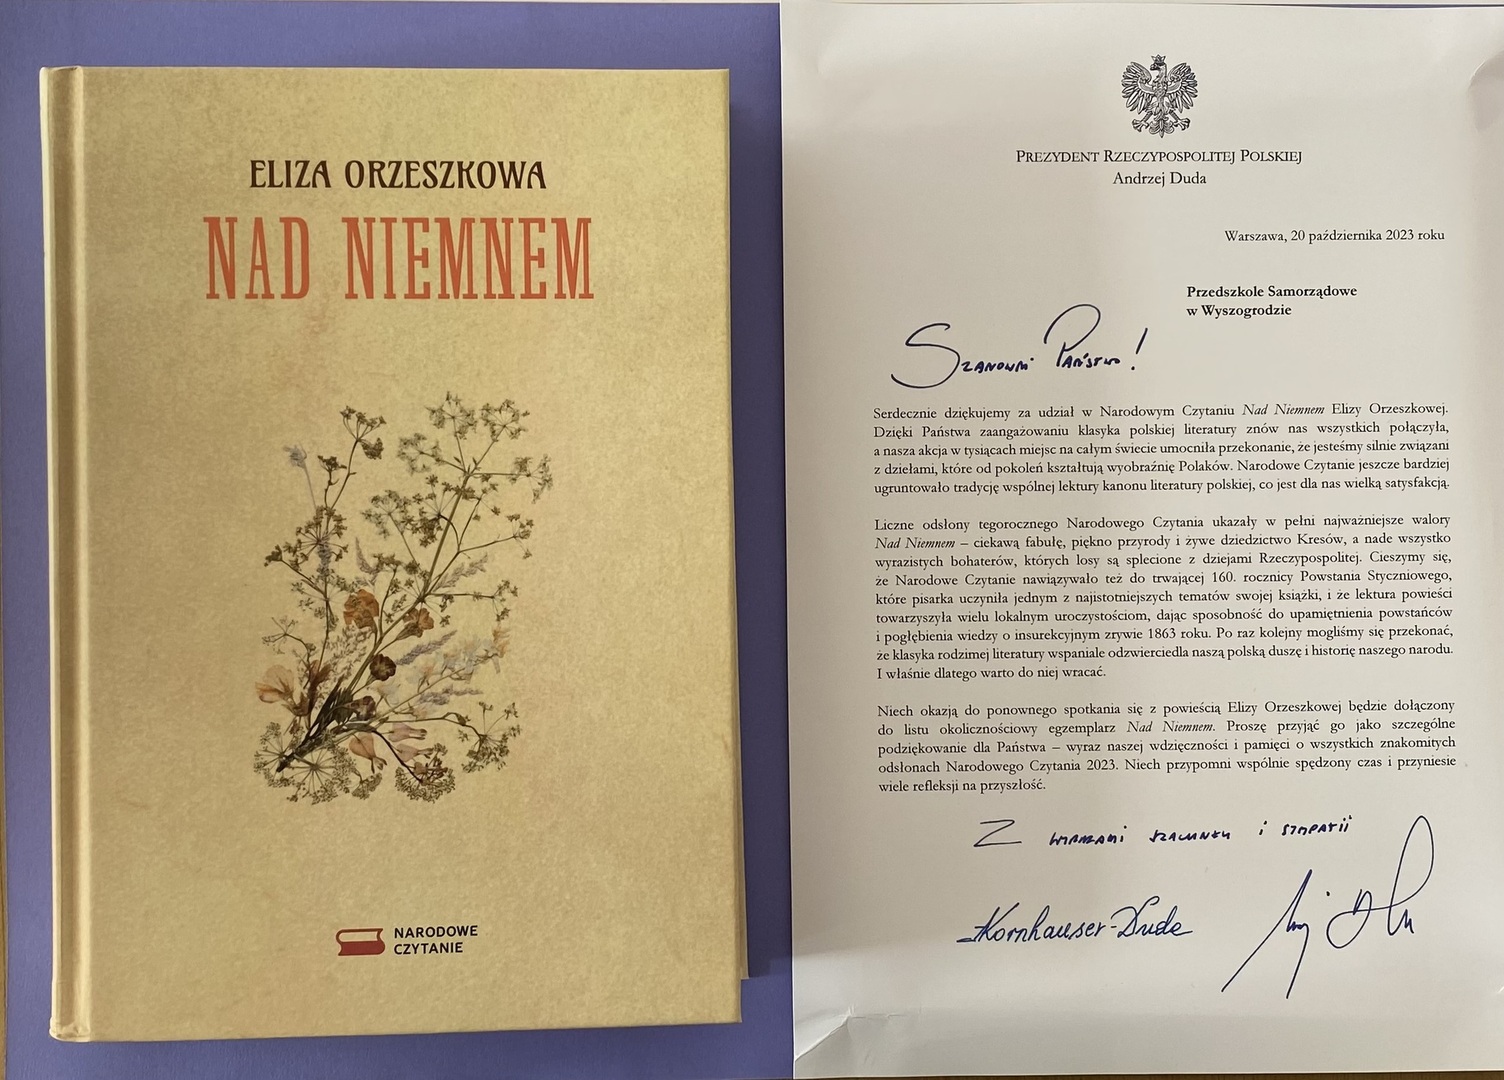 ELIZA ORZESZKOWA
NAD NIEMNEM
NARODOWE
CZYTANIE
PREZYDENT RZECZYPOSPOLITEJ POLSKIEJ
Andrzej Duda
Warszawa, 20 października 2023 roku
Przedszkole Samorządowe
w Wyszogrodzie
Szanowni Państwo!
Serdecznie dziękujemy za udział w Narodowym Czytaniu Nad Niemnem Elizy Orzeszkowej.
Dzięki Państwa zaangażowaniu klasyka polskiej literatury znów nas wszystkich połączyła,
a nasza akcja w tysiącach miejsc na całym świecie umocniła przekonanie, że jesteśmy silnie związani
z dziełami, które od pokoleń kształtują wyobraźnię Polaków. Narodowe Czytanie jeszcze bardziej
ugruntowało tradycję wspólnej lektury kanonu literatury polskiej, co jest dla nas wielką satysfakcją.
Liczne odsłony tegorocznego Narodowego Czytania ukazały w pełni najważniejsze walory
Nad Niemnem – ciekawą fabułę, piękno przyrody i żywe dziedzictwo Kresów, a nade wszystko
wyrazistych bohaterów, których losy są splecione z dziejami Rzeczypospolitej. Cieszymy się,
że Narodowe Czytanie nawiązywało też do trwającej 160. rocznicy Powstania Styczniowego,
które pisarka uczyniła jednym z najistotniejszych tematów swojej książki, i że lektura powieści
towarzyszyła wielu lokalnym uroczystościom, dając sposobność do upamiętnienia powstańców
i pogłębienia wiedzy o insurekcyjnym zrywie 1863 roku. Po raz kolejny mogliśmy się przekonać,
że klasyka rodzimej literatury wspaniale odzwierciedla naszą polską duszę i historię naszego narodu.
I właśnie dlatego warto do niej wracać.
Niech okazją do ponownego spotkania się z powieścią Elizy Orzeszkowej będzie dołączony
do listu okolicznościowy egzemplarz Nad Niemnem. Proszę przyjąć go jako szczególne
podziękowanie dla Państwa – wyraz naszej wdzięczności i pamięci o wszystkich znakomitych
odsłonach Narodowego Czytania 2023. Niech przypomni wspólnie spędzony czas i przyniesie
wiele refleksji na przyszłość.
Z wyrazami szacunku i sympatii
Kornhauser-Duda